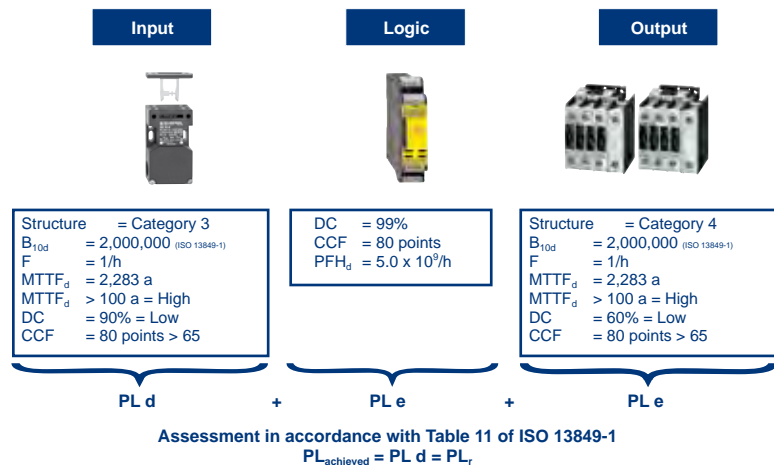 Input
Logic
Output
Structure = Category 3
B10d = 2,000,000 (ISO 13849-1)
F = 1/h
MTTFd = 2,283 a
MTTFd > 100 a = High
DC = 90% = Low
CCF = 80 points > 65
DC = 99%
CCF = 80 points
PFHd = 5.0 x 10⁹/h
Structure = Category 4
B10d = 2,000,000 (ISO 13849-1)
F = 1/h
MTTFd = 2,283 a
MTTFd > 100 a = High
DC = 60% = Low
CCF = 80 points > 65
PL d + PL e + PL e
Assessment in accordance with Table 11 of ISO 13849-1
PLachieved = PL d = PLr